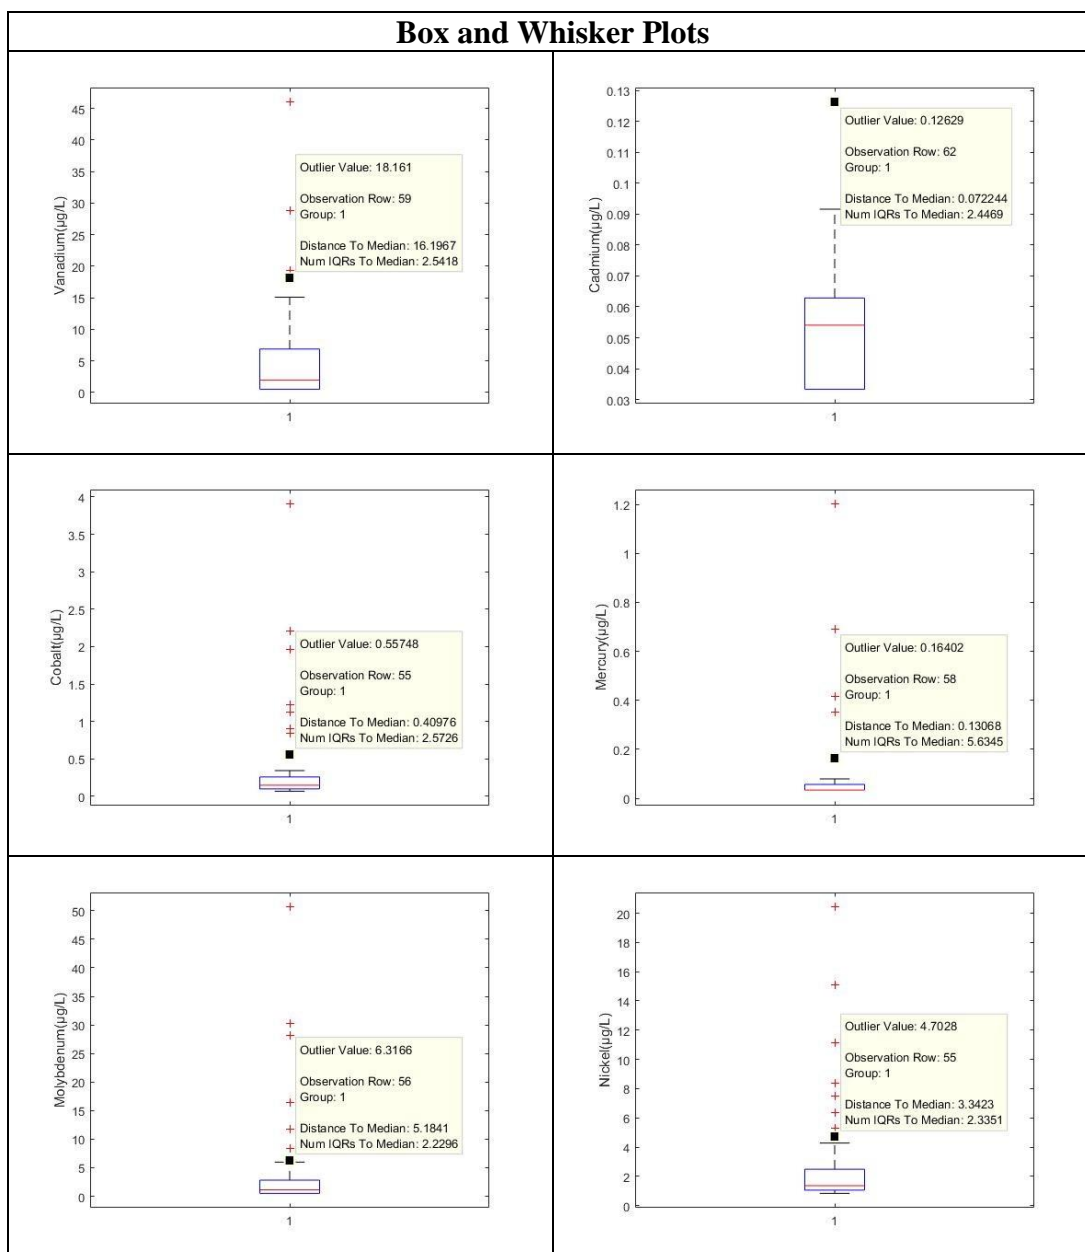 Box and Whisker Plots
45
40
35
30
25
20
15
10
5
0
Vanadium(µg/L)
Outlier Value: 18.161
Observation Row: 59
Group: 1
Distance To Median: 16.1967
Num IQRs To Median: 2.5418
1
0.13
0.12
0.11
0.1
0.09
0.08
0.07
0.06
0.05
0.04
0.03
Cadmium(µg/L)
Outlier Value: 0.12629
Observation Row: 62
Group: 1
Distance To Median: 0.072244
Num IQRs To Median: 2.4469
1
4
3.5
3
2.5
2
1.5
1
0.5
0
Cobalt(µg/L)
Outlier Value: 0.55748
Observation Row: 55
Group: 1
Distance To Median: 0.40976
Num IQRs To Median: 2.5726
1
1.2
1
0.8
0.6
0.4
0.2
0
Mercury(µg/L)
Outlier Value: 0.16402
Observation Row: 58
Group: 1
Distance To Median: 0.13068
Num IQRs To Median: 5.6345
1
50
45
40
35
30
25
20
15
10
5
0
Molybdenum(µg/L)
Outlier Value: 6.3166
Observation Row: 56
Group: 1
Distance To Median: 5.1841
Num IQRs To Median: 2.2296
1
20
18
16
14
12
10
8
6
4
2
0
Nickel(µg/L)
Outlier Value: 4.7028
Observation Row: 55
Group: 1
Distance To Median: 3.3423
Num IQRs To Median: 2.3351
1